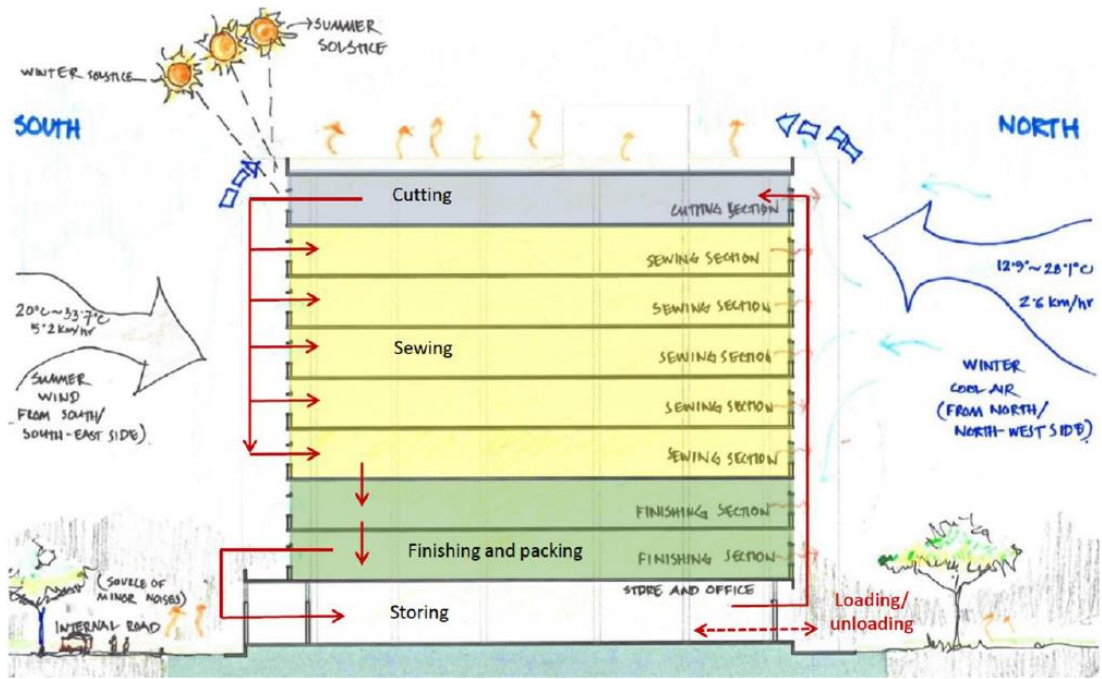 SUMMER
SOLSTICE
WINTER SOLSTICE
SOUTH
NORTH
Cutting
CUTTING SECTION
SEWING SECTION
SEWING SECTION
Sewing
SEWING SECTION
SEWING SECTION
SEWING SECTION
FINISHING SECTION
Finishing and packing
FINISHING SECTION
STORE AND OFFICE
Storing
Loading/
unloading
20°C~33.7°C
5.2 km/hr
SUMMER
WIND
(FROM SOUTH/
SOUTH-EAST SIDE)
12.9°~28.1°C
2.6 km/hr
WINTER
COOL AIR
(FROM NORTH/
NORTH-WEST SIDE)
(SOURCE OF
MINOR NOISES)
INTERNAL ROAD